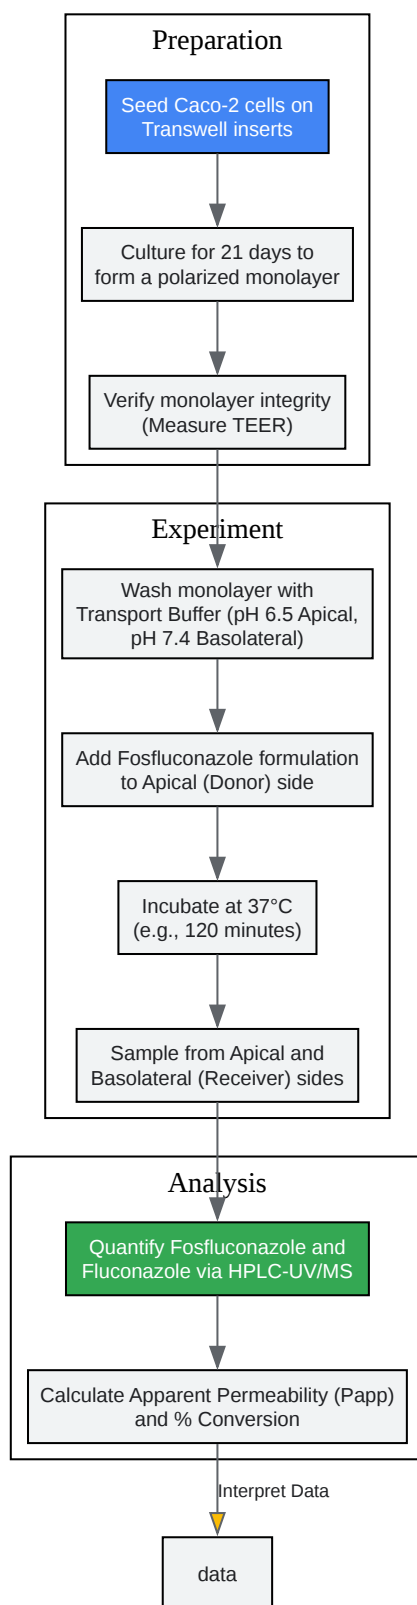 Preparation
Seed Caco-2 cells on
Transwell inserts
Culture for 21 days to
form a polarized monolayer
Verify monolayer integrity
(Measure TEER)
Experiment
Wash monolayer with
Transport Buffer (pH 6.5 Apical,
pH 7.4 Basolateral)
Add Fosfluconazole formulation
to Apical (Donor) side
Incubate at 37°C
(e.g., 120 minutes)
Sample from Apical and
Basolateral (Receiver) sides
Analysis
Quantify Fosfluconazole and
Fluconazole via HPLC-UV/MS
Calculate Apparent Permeability (Papp)
and % Conversion
Interpret Data
data